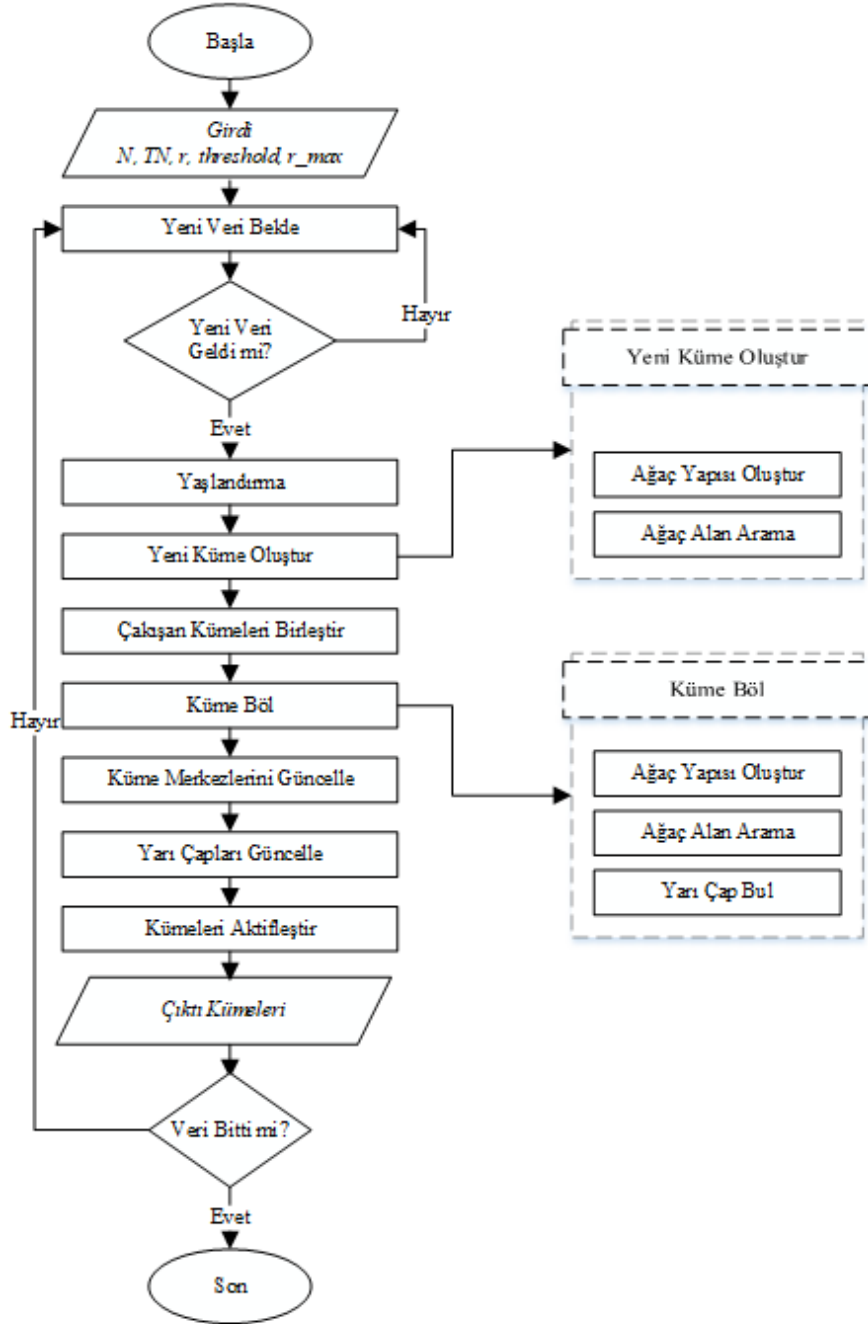 Başla
Girdi
N, TN, r, threshold, r_max
Yeni Veri Bekle
Hayır
Yeni Veri
Geldi mi?
Evet
Yaşlandırma
Yeni Küme Oluştur
Çakışan Kümeleri Birleştir
Küme Böl
Hayır
Küme Merkezlerini Güncelle
Yarı Çapları Güncelle
Kümeleri Aktifleştir
Çıktı Kümeleri
Veri Bitti mi?
Evet
Son
Yeni Küme Oluştur
Ağaç Yapısı Oluştur
Ağaç Alan Arama
Küme Böl
Ağaç Yapısı Oluştur
Ağaç Alan Arama
Yarı Çap Bul